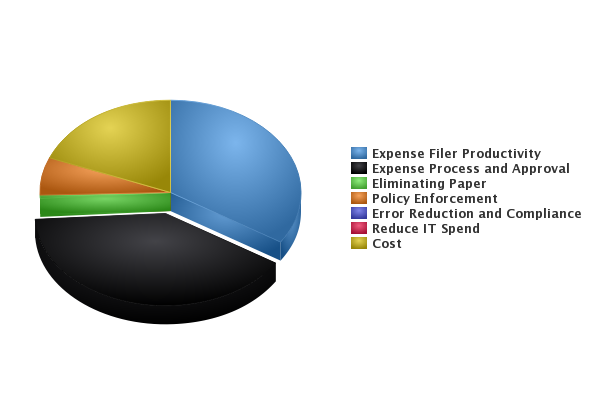 Expense Filer Productivity
Expense Process and Approval
Eliminating Paper
Policy Enforcement
Error Reduction and Compliance
Reduce IT Spend
Cost